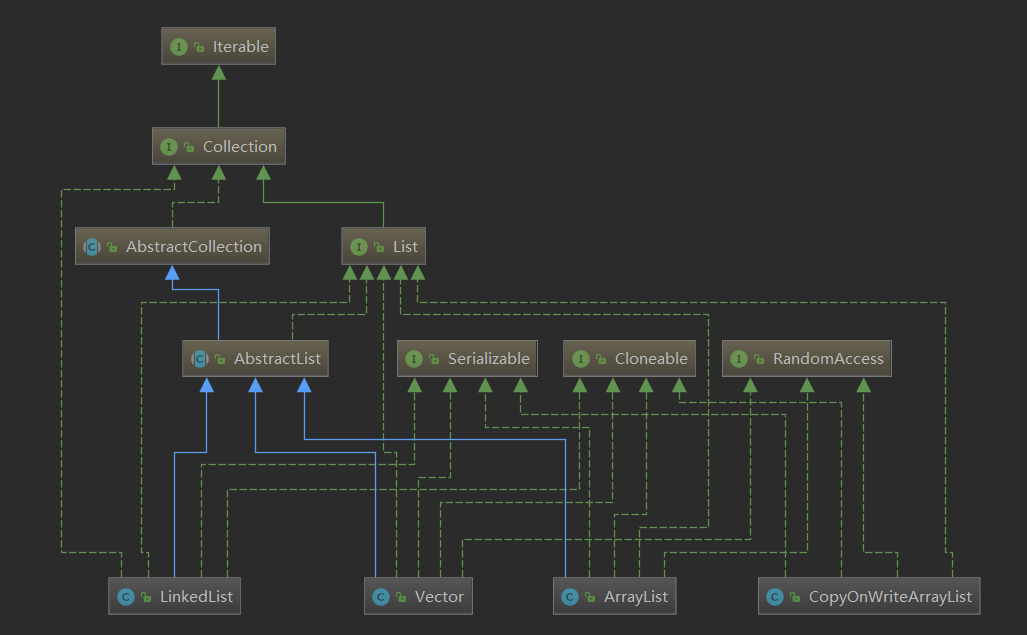 I Iterable
I Collection
C AbstractCollection
I List
C AbstractList
I Serializable
I Cloneable
I RandomAccess
C LinkedList
C Vector
C ArrayList
C CopyOnWriteArrayList